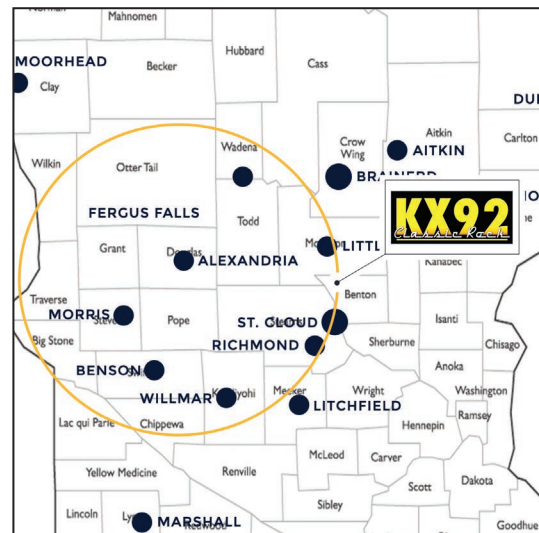 Mahnomen
Hubbard
Cass
MOORHEAD
Becker
Clay
Aitkin
Carlton
Crow
Wing
AITKIN
Wadena
Wilkin
Otter Tail
BRAINERD
KX92
Classic Rock
FERGUS FALLS
Todd
Grant
Douglas
ALEXANDRIA
Kanabec
Benton
Traverse
MORRIS
Pope
ST. CLOUD
Isanti
Big Stone
RICHMOND
Sherburne
Chisago
BENSON
Anoka
WILLMAR
Meeker
Wright
Washington
LITCHFIELD
Lac qui Parle
Chippewa
Hennepin
Ramsey
McLeod
Carver
Yellow Medicine
Renville
Scott
Dakota
Sibley
Lincoln
MARSHALL